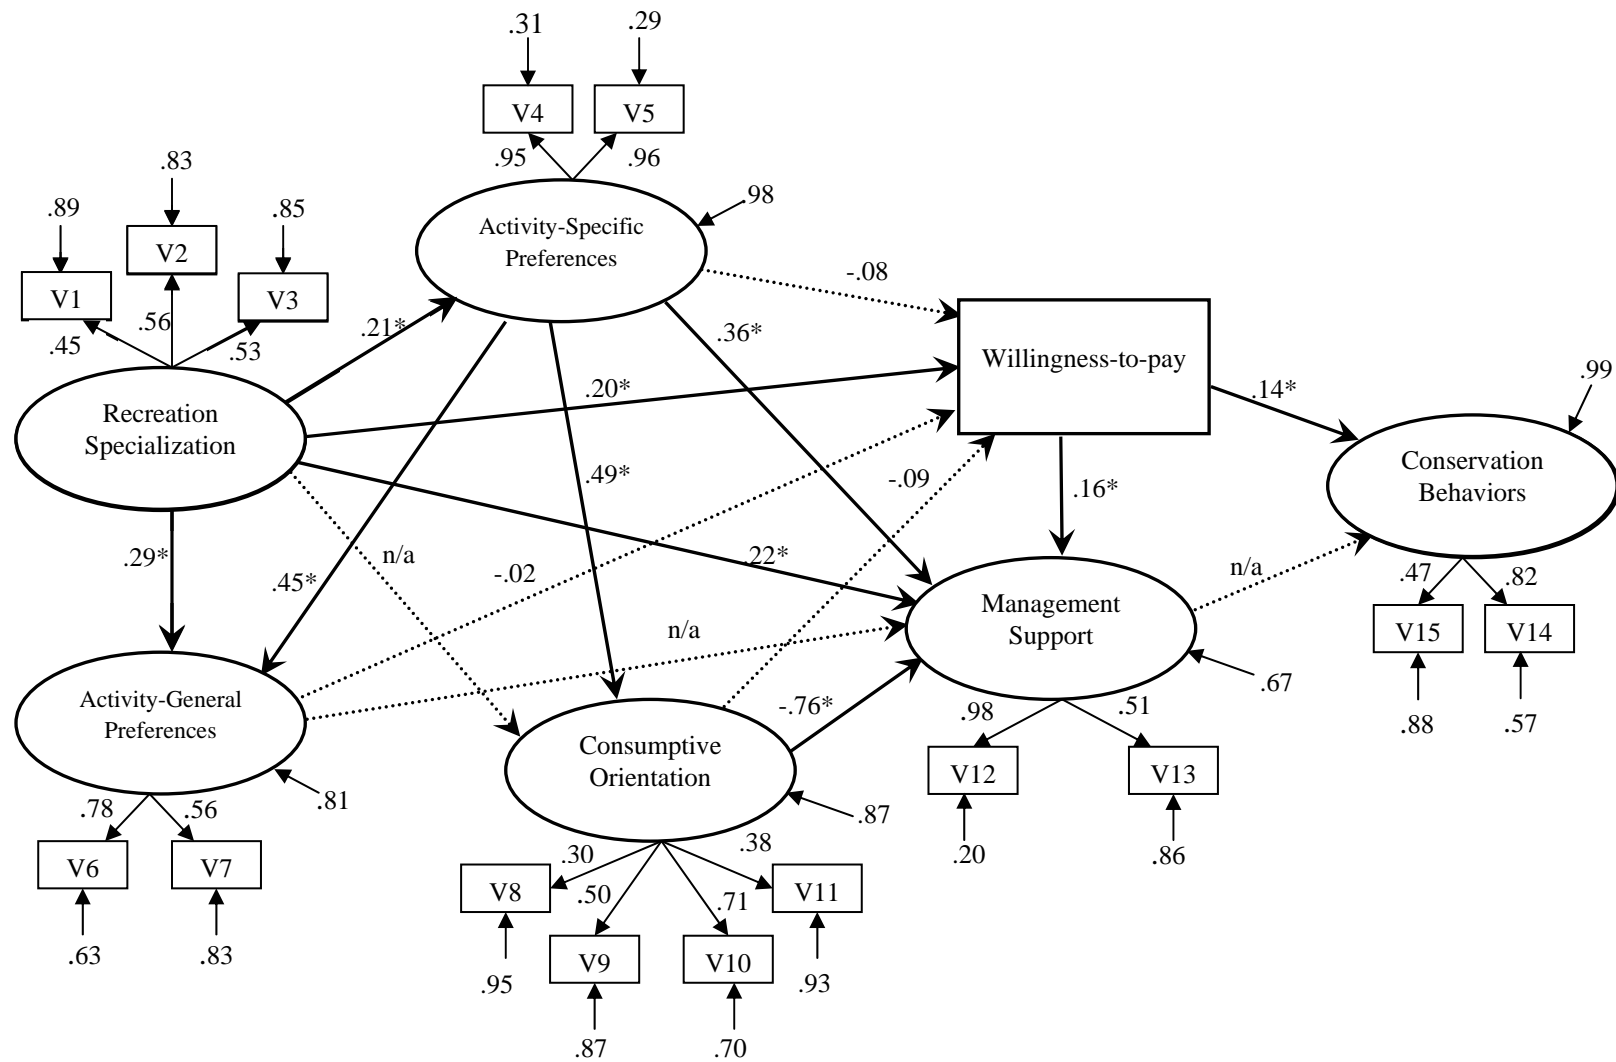 .31
.29
V4
V5
.95
.96
.83
.89
.85
V2
V1
V3
.56
.45
.53
Activity-Specific
Preferences
.98
-.08
.21*
.36*
Willingness-to-pay
.20*
.14*
.99
Recreation
Specialization
.49*
-.09
.16*
Conservation
Behaviors
.29*
n/a
.45*
-.02
.22*
n/a
n/a
.47
.82
V15
V14
.88
.57
Management
Support
.67
.98
.51
V12
V13
.20
.86
Activity-General
Preferences
.81
.78
.56
V6
V7
.63
.83
Consumptive
Orientation
-.76*
.87
.30
.38
.50
.71
V8
V11
V9
V10
.95
.93
.87
.70